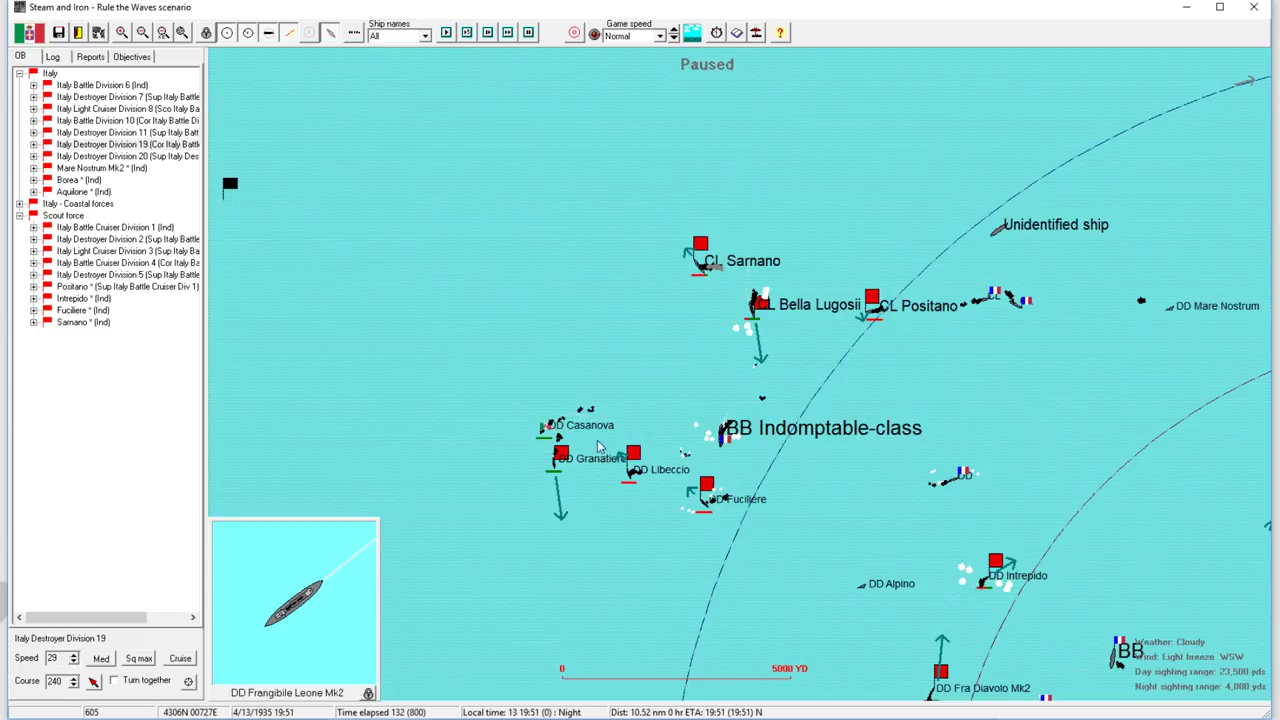 Steam and Iron - Rule the Waves scenario
Ship names
All
Game speed
Normal
OB Log Reports Objectives
Paused
Italy
Italy Battle Division 6 (Ind)
Italy Destroyer Division 7 (Sup Italy Battle
Italy Light Cruiser Division 8 (Sco Italy Ba
Italy Battle Division 10 (Cor Italy Battle Di
Italy Destroyer Division 11 (Sup Italy Batt
Italy Destroyer Division 19 (Cor Italy Battl
Italy Destroyer Division 20 (Sup Italy Des
Mare Nostrum Mk2 * (Ind)
Borea * (Ind)
Aquilone * (Ind)
Italy - Coastal forces
Scout force
Italy Battle Cruiser Division 1 (Ind)
Italy Destroyer Division 2 (Sup Italy Battle
Italy Light Cruiser Division 3 (Sup Italy Ba
Italy Battle Cruiser Division 4 (Cor Italy Ba
Italy Destroyer Division 5 (Sup Italy Battle
Positano * (Sup Italy Battle Cruiser Div 1)
Intrepido * (Ind)
Fuciliere * (Ind)
Sarnano * (Ind)
Unidentified ship
CL Sarnano
CL Bella Lugosii
CL Positano
CL
DD Mare Nostrum
DD Casanova
BB Indomptable-class
DD Granatiere
DD Libeccio
DD
DD Fuciliere
DD Intrepido
DD Alpino
BB
Weather: Cloudy
Wind: Light breeze WSW
Day sighting range: 23,500 yds
Night sighting range: 4,000 yds
0 5000 YD
DD Fra Diavolo Mk2
Italy Destroyer Division 19
Speed 29 Med Sq max Cruise
Course 240 Turn together
DD Frangibile Leone Mk2
605 4306N 00727E 4/13/1935 19:51 Time elapsed 132 (800) Local time: 13 19:51 (0) : Night Dist: 10.52 nm 0 hr ETA: 19:51 (19:51) N